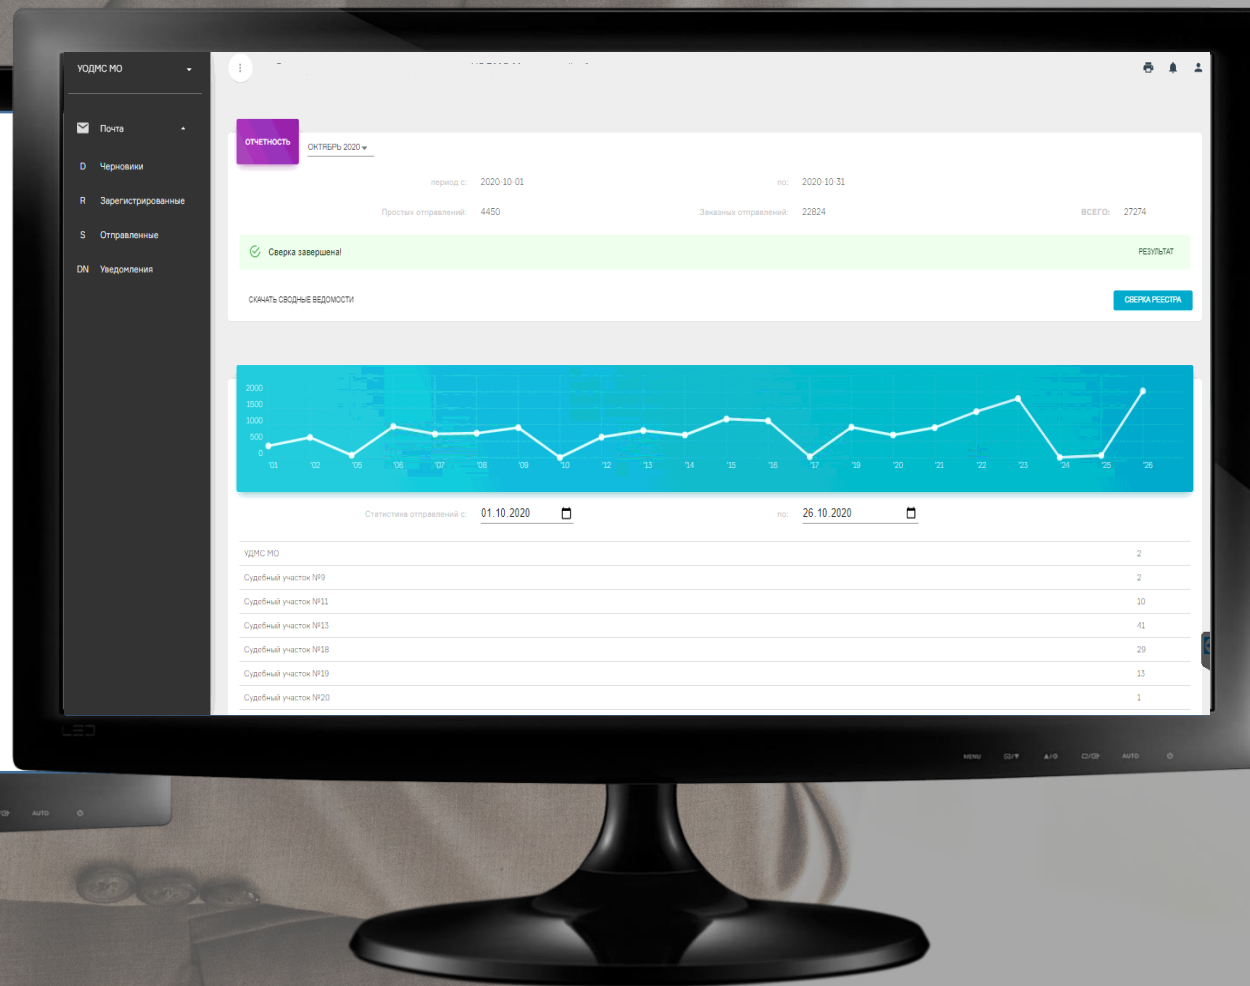 УОДМС МО
Почта
D Черновики
R Зарегистрированные
S Отправленные
DN Уведомления
ОТЧЕТНОСТЬ
ОКТЯБРЬ 2020
период с: 2020-10-01 по: 2020-10-31
Простых отправлений: 4450 Заказных отправлений: 22824 ВСЕГО: 27274
Сверка завершена! РЕЗУЛЬТАТ
СКАЧАТЬ СВОДНЫЕ ВЕДОМОСТИ СВЕРКА РЕЕСТРА
2000
1500
1000
500
0
'01 '02 '05 '06 '07 '08 '09 '10 '12 '13 '14 '15 '16 '17 '19 '20 '21 '22 '23 '24 '25 '26
Статистика отправлений с: 01.10.2020 по: 26.10.2020
УДМС МО 2
Судебный участок №9 2
Судебный участок №11 10
Судебный участок №13 41
Судебный участок №18 29
Судебный участок №19 13
Судебный участок №20 1
LED
MENU AUTO
AUTO